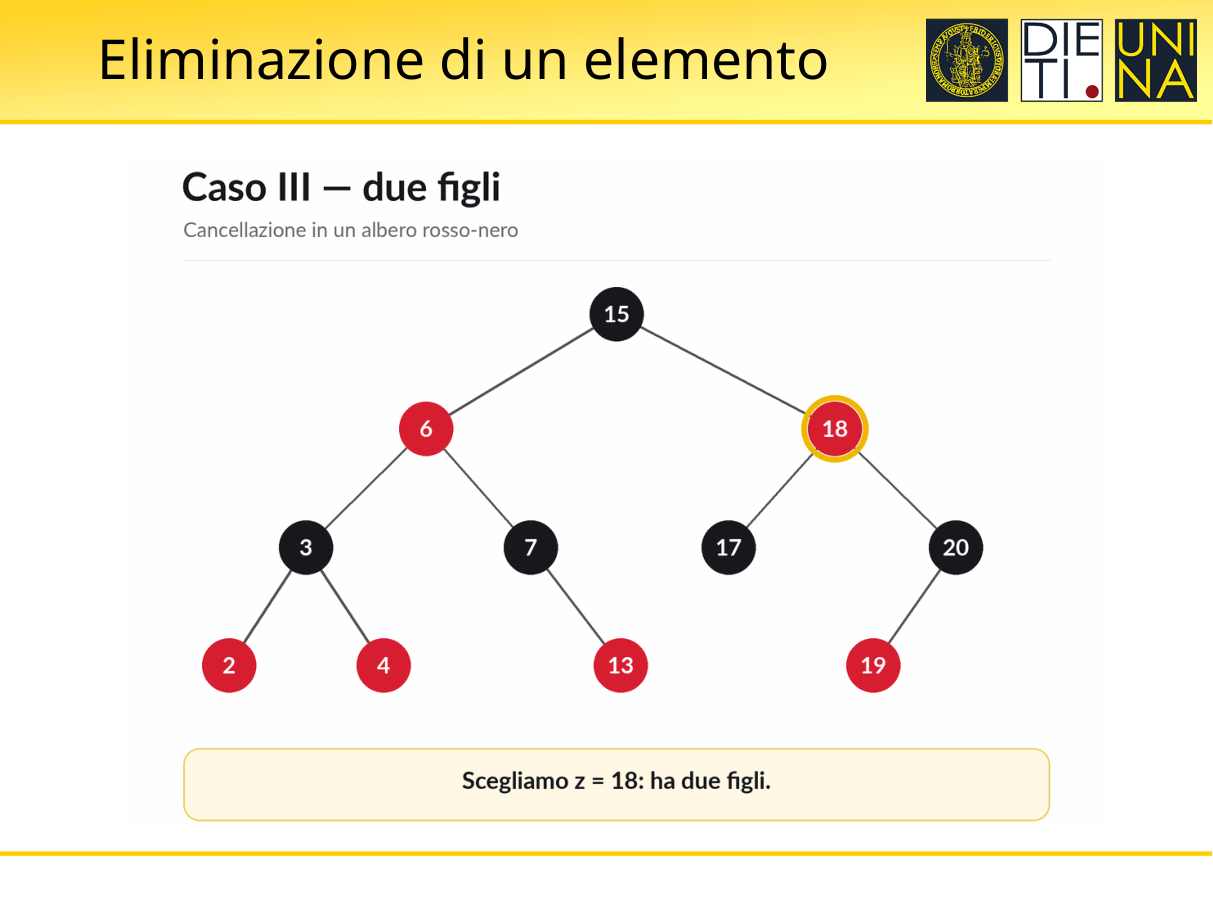 Eliminazione di un elemento
DIE
TI.
UNI
NA
Caso III — due figli
Cancellazione in un albero rosso-nero
15
6
18
3
7
17
20
2
4
13
19
Scegliamo z = 18: ha due figli.